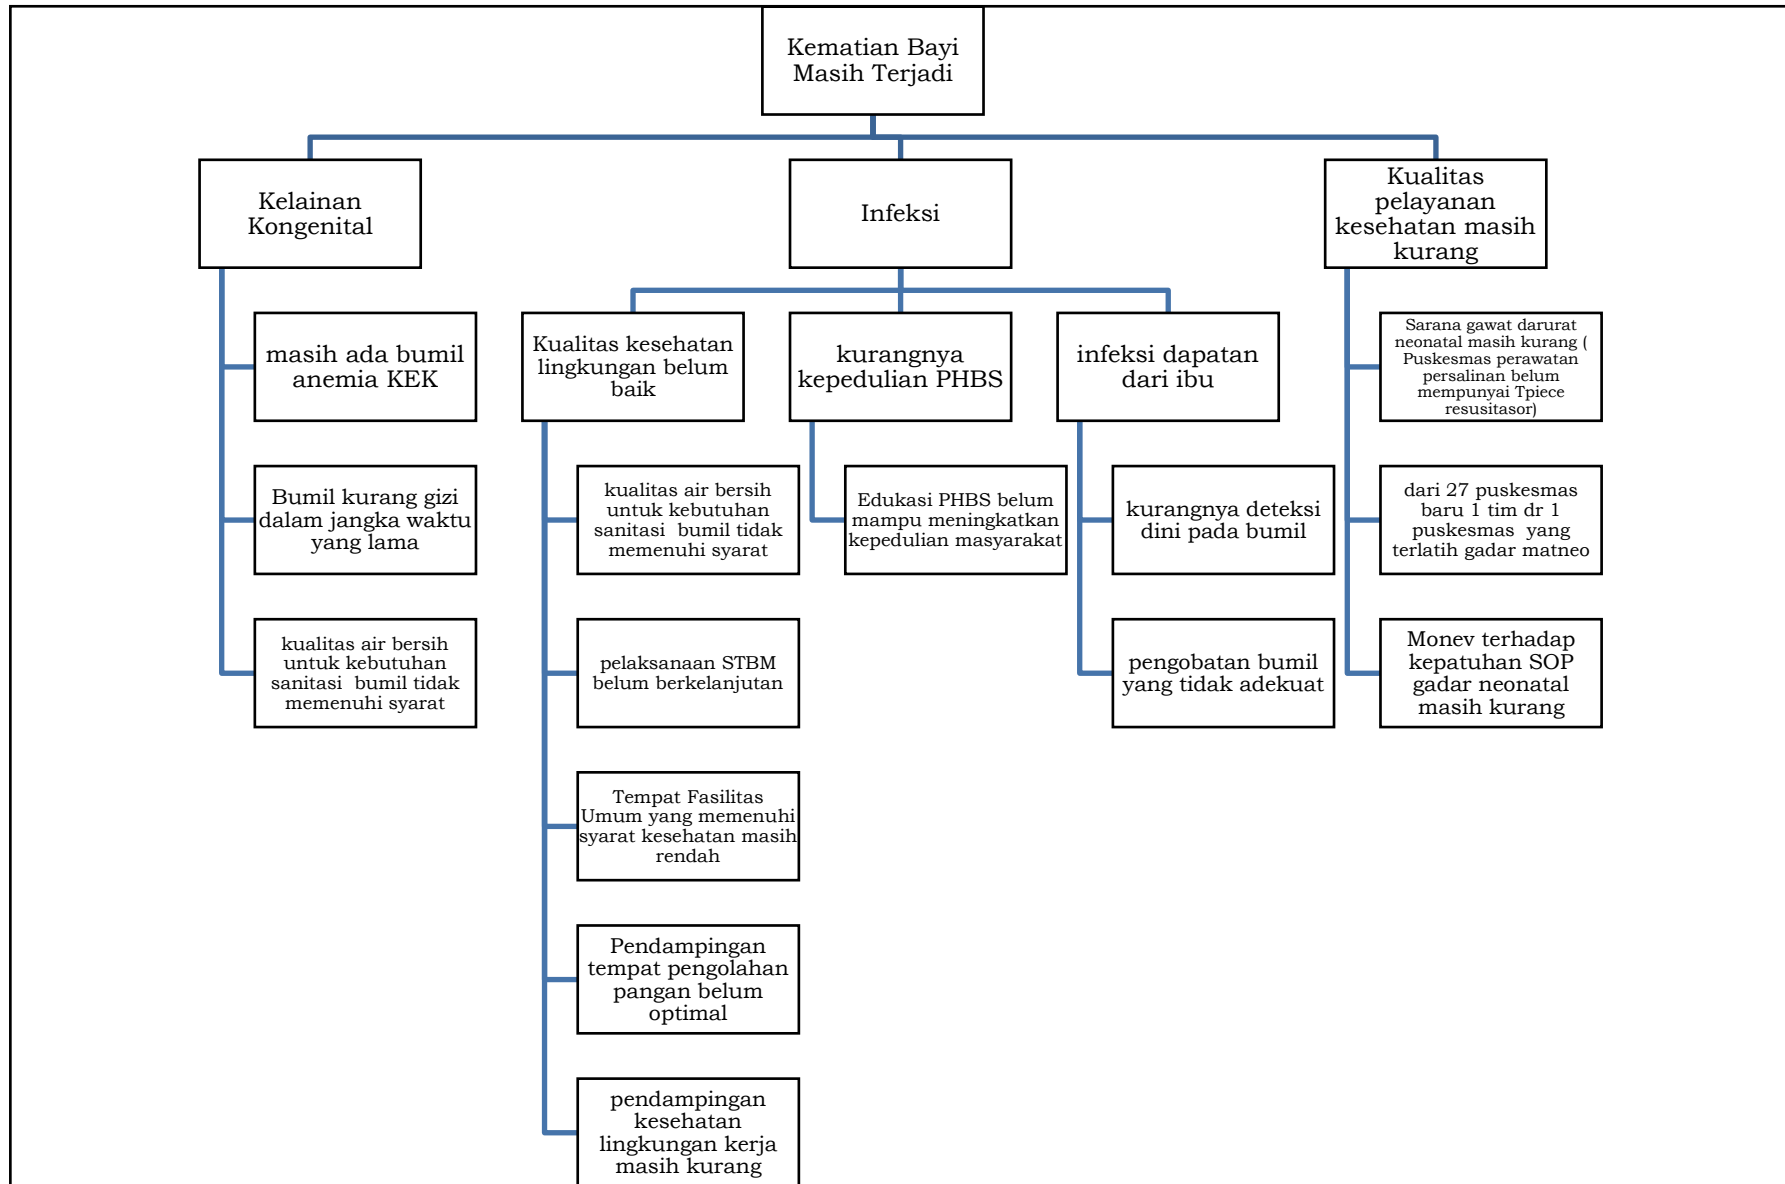 Kematian Bayi
Masih Terjadi
Kelainan
Kongenital
Infeksi
Kualitas
pelayanan
kesehatan masih
kurang
masih ada bumil
anemia KEK
Bumil kurang gizi
dalam jangka waktu
yang lama
kualitas air bersih
untuk kebutuhan
sanitasi bumil tidak
memenuhi syarat
Kualitas kesehatan
lingkungan belum
baik
kualitas air bersih
untuk kebutuhan
sanitasi bumil tidak
memenuhi syarat
pelaksanaan STBM
belum berkelanjutan
Tempat Fasilitas
Umum yang memenuhi
syarat kesehatan masih
rendah
Pendampingan
tempat pengolahan
pangan belum
optimal
pendampingan
kesehatan
lingkungan kerja
masih kurang
kurangnya
kepedulian PHBS
Edukasi PHBS belum
mampu meningkatkan
kepedulian masyarakat
infeksi dapatan
dari ibu
kurangnya deteksi
dini pada bumil
pengobatan bumil
yang tidak adekuat
Sarana gawat darurat
neonatal masih kurang (
Puskesmas perawatan
persalinan belum
mempunyai Tpiece
resusitasor)
dari 27 puskesmas
baru 1 tim dr 1
puskesmas yang
terlatih gadar matneo
Monev terhadap
kepatuhan SOP
gadar neonatal
masih kurang